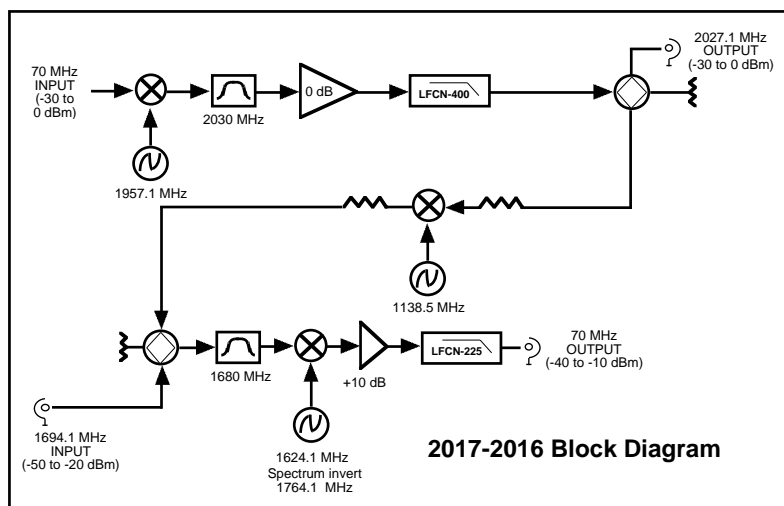 70 MHz
INPUT
(-30 to
0 dBm)
2030 MHz
0 dB
LFCN-400
2027.1 MHz
OUTPUT
(-30 to 0 dBm)
1957.1 MHz
1138.5 MHz
1680 MHz
+10 dB
LFCN-225
70 MHz
OUTPUT
(-40 to -10 dBm)
1694.1 MHz
INPUT
(-50 to -20 dBm)
1624.1 MHz
Spectrum invert
1764.1 MHz
2017-2016 Block Diagram